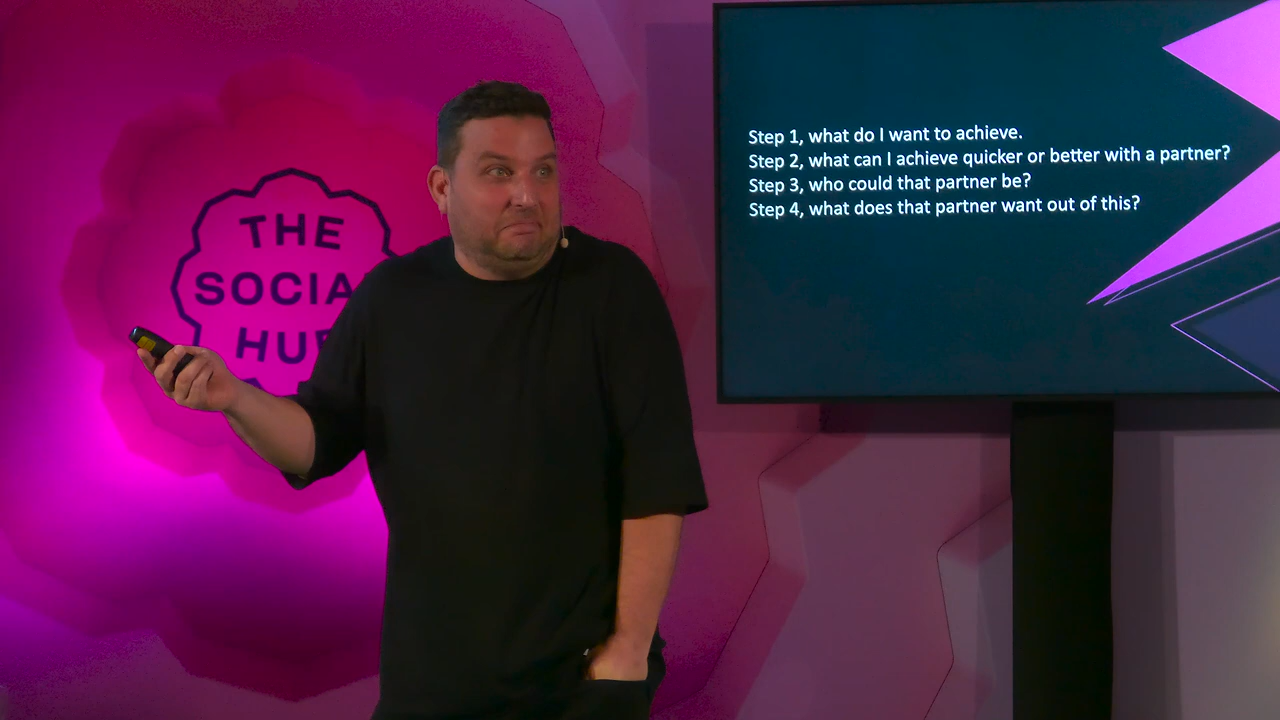 THE
SOCIA
HU
Step 1, what do I want to achieve.
Step 2, what can I achieve quicker or better with a partner?
Step 3, who could that partner be?
Step 4, what does that partner want out of this?